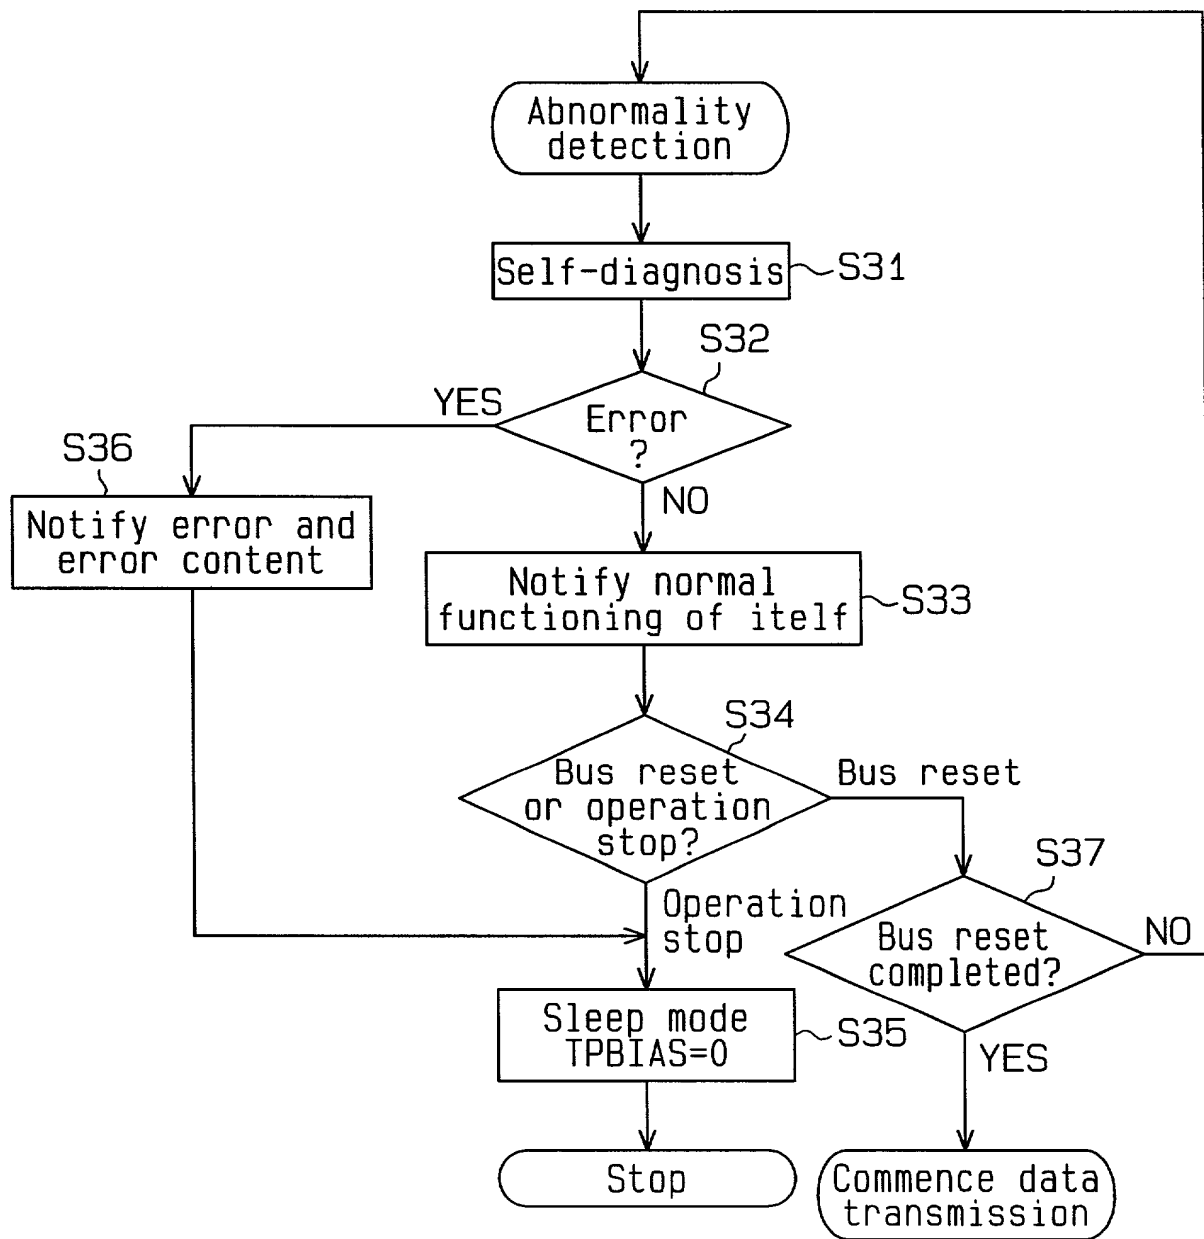 Abnormality
detection
Self-diagnosis
S31
S32
YES
Error
?
S36
NO
Notify error and
error content
Notify normal
functioning of itelf
S33
S34
Bus reset
or operation
stop?
Bus reset
S37
Operation
stop
Bus reset
completed?
NO
Sleep mode
TPBIAS=0
S35
YES
Stop
Commence data
transmission